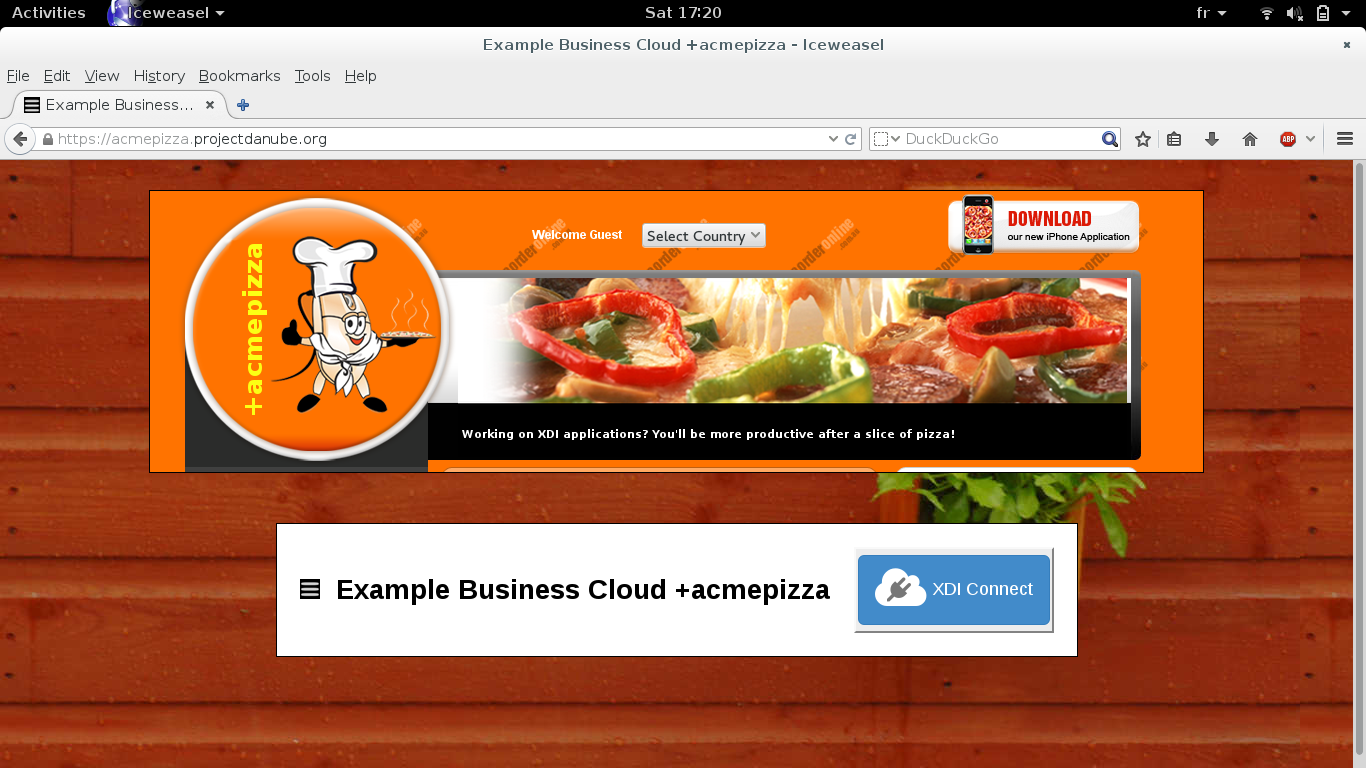 Activities Iceweasel Sat 17:20 fr
Example Business Cloud +acmepizza - Iceweasel
File Edit View History Bookmarks Tools Help
Example Business...
https://acmepizza.projectdanube.org DuckDuckGo ABP
DOWNLOAD
our new iPhone Application
Welcome Guest Select Country
+acmepizza
Working on XDI applications? You'll be more productive after a slice of pizza!
Example Business Cloud +acmepizza XDI Connect